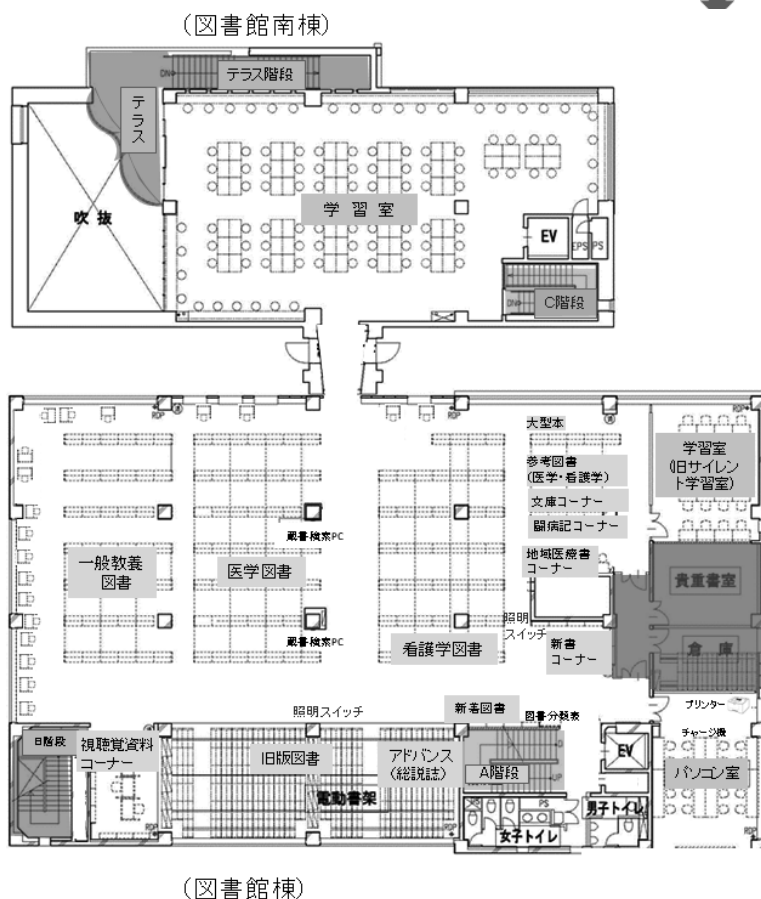 (図書館南棟)
DN
テラス階段
テラス
吹抜
学習室
EV
EPS
PS
DN
C階段
RDP
消
消
RDP
大型本
学習室
(旧サイレン
ト学習室)
参考図書
(医学・看護学)
文庫コーナー
闘病記コーナー
蔵書検索PC
一般教養
図書
医学図書
地域医療書
コーナー
貴重書室
照明
スイッチ
蔵書検索PC
看護学図書
新書
コーナー
倉庫
新着図書
照明スイッチ
図書分類表
プリンター
チャージ機
B階段
視聴覚資料
コーナー
旧版図書
アドバンス
(総説誌)
A階段
EV
パソコン室
電動書架
PS
女子トイレ
男子トイレ
RDP
RDP
RDP
(図書館棟)